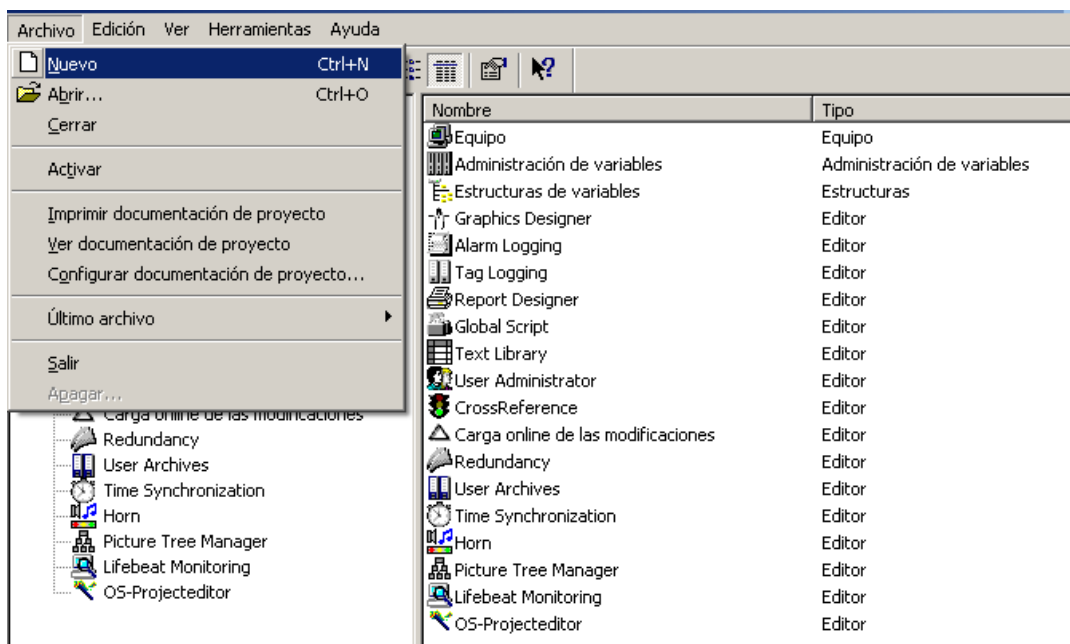 Archivo Edición Ver Herramientas Ayuda
Nuevo Ctrl+N
Abrir... Ctrl+O
Cerrar
Activar
Imprimir documentación de proyecto
Ver documentación de proyecto
Configurar documentación de proyecto...
Último archivo
Salir
Apagar...
Carga online de las modificaciones
Redundancy
User Archives
Time Synchronization
Horn
Picture Tree Manager
Lifebeat Monitoring
OS-Projecteditor
Nombre Tipo
Equipo Equipo
Administración de variables Administración de variables
Estructuras de variables Estructuras
Graphics Designer Editor
Alarm Logging Editor
Tag Logging Editor
Report Designer Editor
Global Script Editor
Text Library Editor
User Administrator Editor
CrossReference Editor
Carga online de las modificaciones Editor
Redundancy Editor
User Archives Editor
Time Synchronization Editor
Horn Editor
Picture Tree Manager Editor
Lifebeat Monitoring Editor
OS-Projecteditor Editor